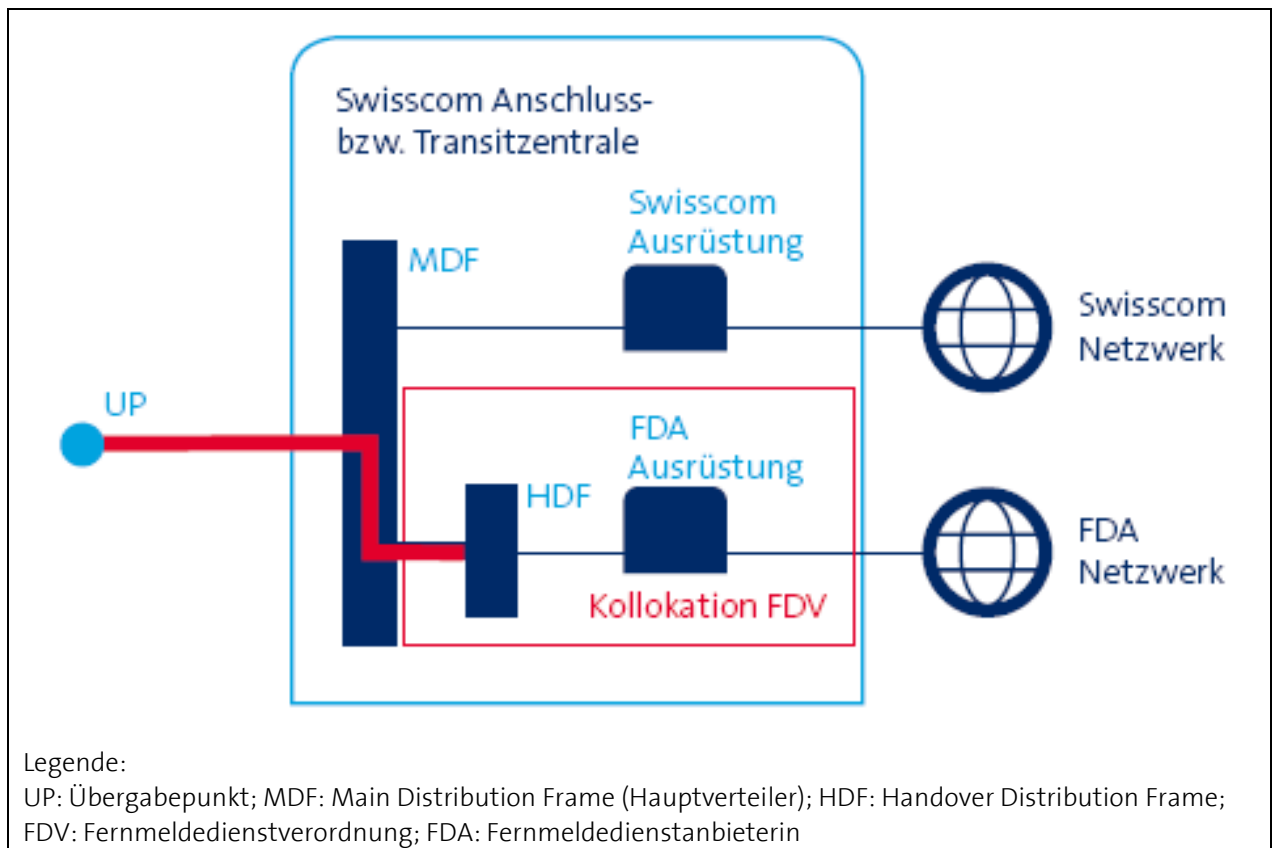 Swisscom Anschluss-
bzw. Transitzentrale
Swisscom
Ausrüstung
MDF
Swisscom
Netzwerk
UP
FDA
Ausrüstung
HDF
FDA
Netzwerk
Kollokation FDV
Legende:
UP: Übergabepunkt; MDF: Main Distribution Frame (Hauptverteiler); HDF: Handover Distribution Frame;
FDV: Fernmeldedienstverordnung; FDA: Fernmeldedienstanbieterin